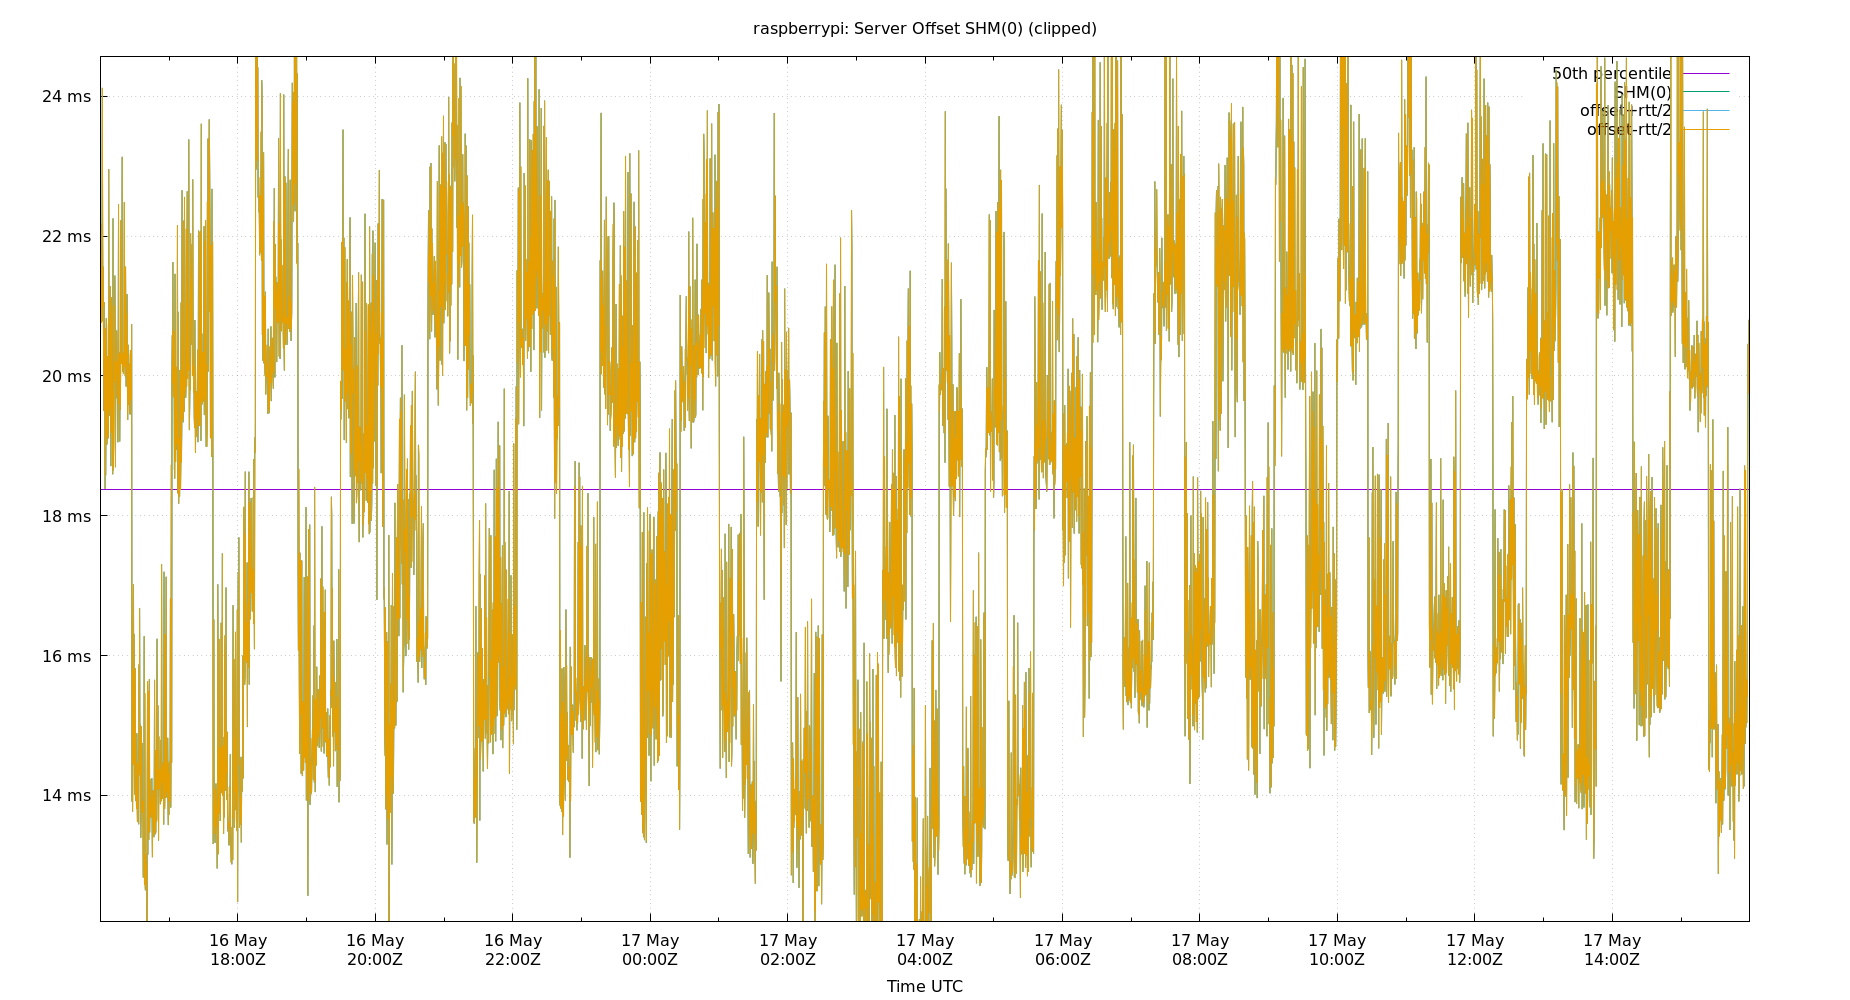 raspberrypi: Server Offset SHM(0) (clipped)
50th percentile
SHM(0)
offset+rtt/2
offset-rtt/2
24 ms
22 ms
20 ms
18 ms
16 ms
14 ms
16 May 16 May 16 May 17 May 17 May 17 May 17 May 17 May 17 May 17 May 17 May
18:00Z 20:00Z 22:00Z 00:00Z 02:00Z 04:00Z 06:00Z 08:00Z 10:00Z 12:00Z 14:00Z
Time UTC